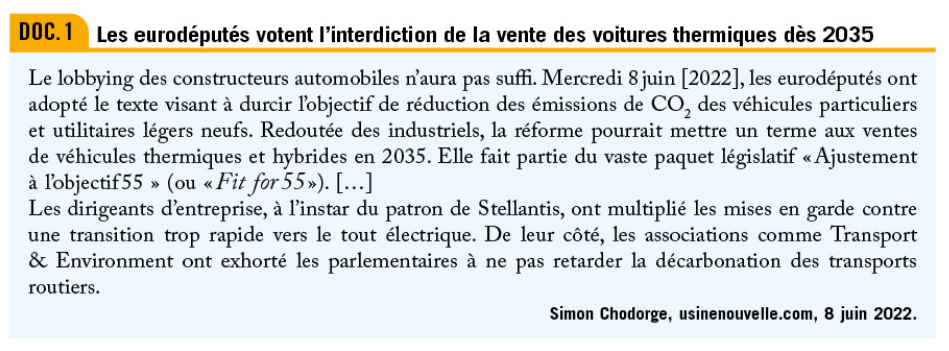 DOC. 1 Les eurodéputés votent l’interdiction de la vente des voitures thermiques dès 2035
Le lobbying des constructeurs automobiles n’aura pas suffi. Mercredi 8 juin [2022], les eurodéputés ont
adopté le texte visant à durcir l’objectif de réduction des émissions de CO₂ des véhicules particuliers
et utilitaires légers neufs. Redoutée des industriels, la réforme pourrait mettre un terme aux ventes
de véhicules thermiques et hybrides en 2035. Elle fait partie du vaste paquet législatif « Ajustement
à l’objectif 55 » (ou « Fit for 55 »). […]
Les dirigeants d’entreprise, à l’instar du patron de Stellantis, ont multiplié les mises en garde contre
une transition trop rapide vers le tout électrique. De leur côté, les associations comme Transport
& Environment ont exhorté les parlementaires à ne pas retarder la décarbonation des transports
routiers.
Simon Chodorge, usinenouvelle.com, 8 juin 2022.